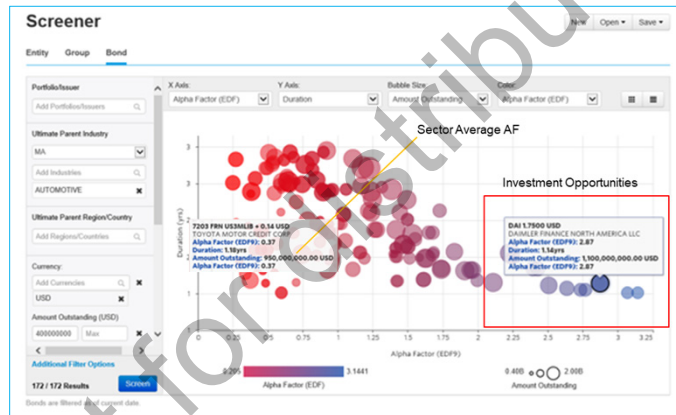 Screener
New Open Save
Entity Group Bond
Portfolio/Issuer
Add Portfolios/Issuers
Ultimate Parent Industry
MA
Add Industries
AUTOMOTIVE
Ultimate Parent Region/Country
Add Regions/Countries
Currency:
Add Currencies
USD
Amount Outstanding (USD)
400000000 Max
Additional Filter Options
172 / 172 Results Screen
Bonds are filtered as of current date.
X Axis: Y Axis: Bubble Size: Color:
Alpha Factor (EDF) Duration Amount Outstanding Alpha Factor (EDF)
Sector Average AF
Investment Opportunities
7203 FRN US3MLIB + 0.14 USD
TOYOTA MOTOR CREDIT CORP
Alpha Factor (EDF9): 0.37
Duration: 1.18yrs
Amount Outstanding: 950,000,000.00 USD
Alpha Factor (EDF9): 0.37
DAI 1.7500 USD
DAIMLER FINANCE NORTH AMERICA LLC
Alpha Factor (EDF9): 2.87
Duration: 1.14yrs
Amount Outstanding: 1,100,000,000.00 USD
Alpha Factor (EDF9): 2.87
Duration (yrs)
3
3
2
1
1
0 0.25 0.5 0.75 1 1.25 1.5 1.75 2 2.25 2.5 2.75 3 3.25
Alpha Factor (EDF9)
0.205 3.1441
Alpha Factor (EDF)
0.40B 2.00B
Amount Outstanding
t for distribu